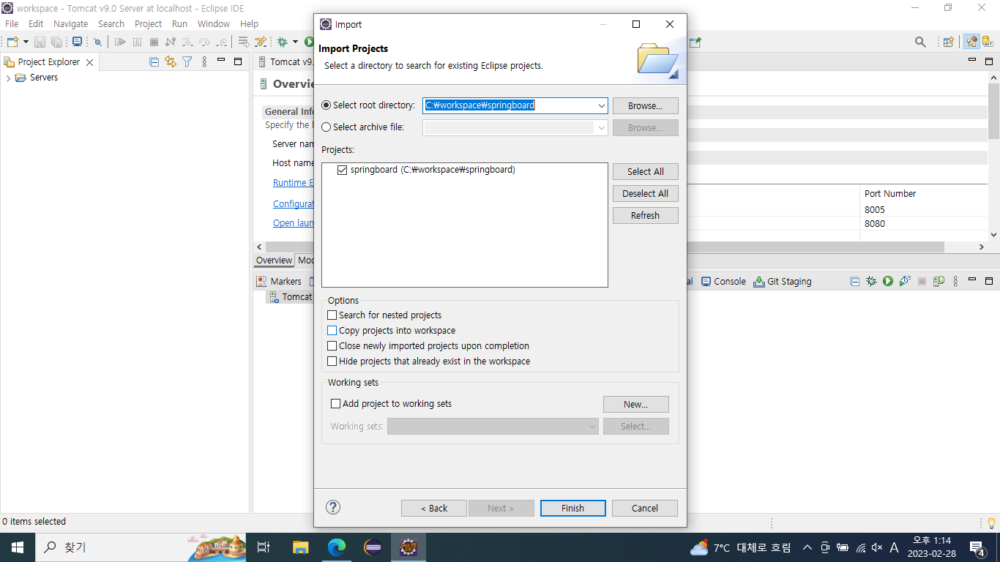 workspace - Tomcat v9.0 Server at localhost - Eclipse IDE
File Edit Navigate Search Project Run Window Help
Project Explorer
Servers
Tomcat v9.
Overvie
General Info
Specify the
Server nam
Host name
Runtime E
Configurat
Open laun
Port Number
8005
8080
Overview Mod
Markers
Console
Git Staging
Tomcat
Import
Import Projects
Select a directory to search for existing Eclipse projects.
Select root directory: C:₩workspace₩springboard Browse...
Select archive file: Browse...
Projects:
springboard (C:₩workspace₩springboard)
Select All
Deselect All
Refresh
Options
Search for nested projects
Copy projects into workspace
Close newly imported projects upon completion
Hide projects that already exist in the workspace
Working sets
Add project to working sets New...
Working sets: Select...
? < Back Next > Finish Cancel
0 items selected
찾기
7°C 대체로 흐림 A 오후 1:14
2023-02-28
4